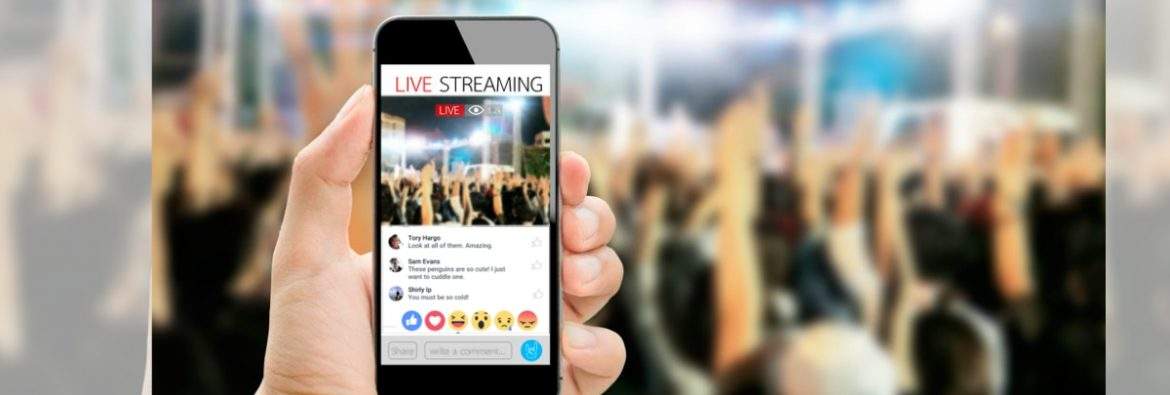 LIVE STREAMING
LIVE
Tory Hargo
Look at all of them. Amazing.
Sam Evans
These penguins are so cute! I just
want to cuddle one.
Shirly Ip
You must be so cold!
Share
write a comment...